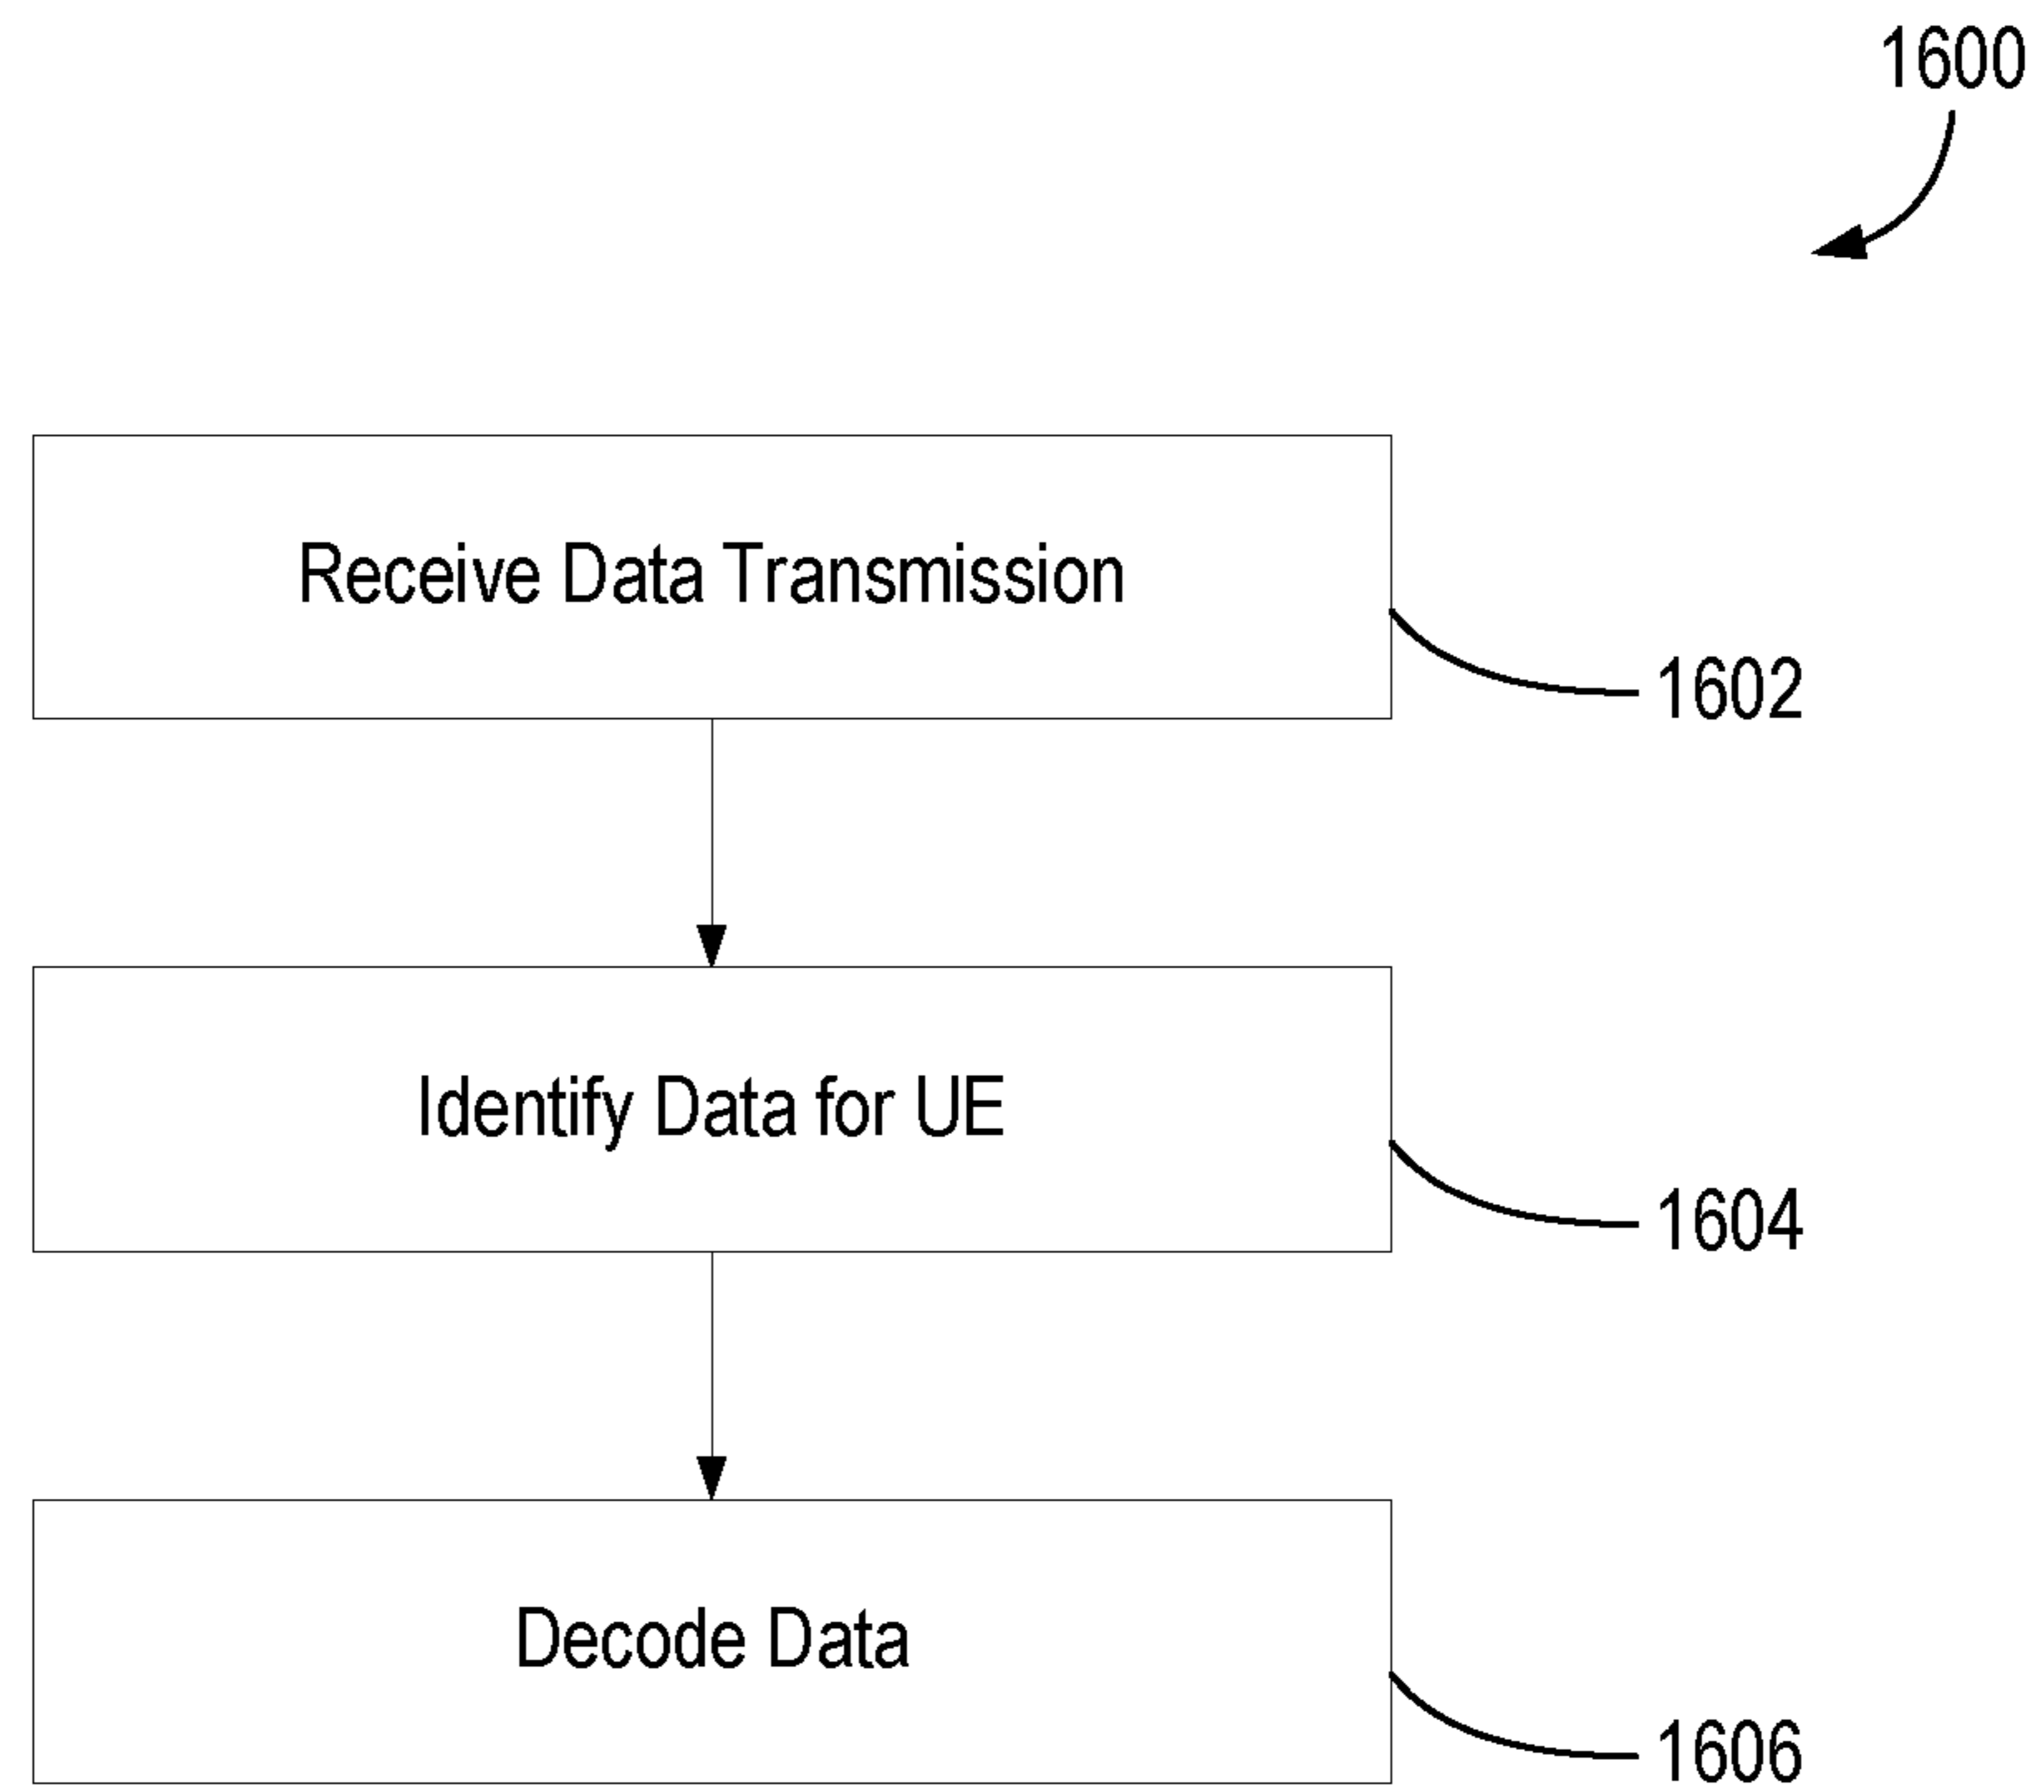 1600
Receive Data Transmission
1602
Identify Data for UE
1604
Decode Data
1606